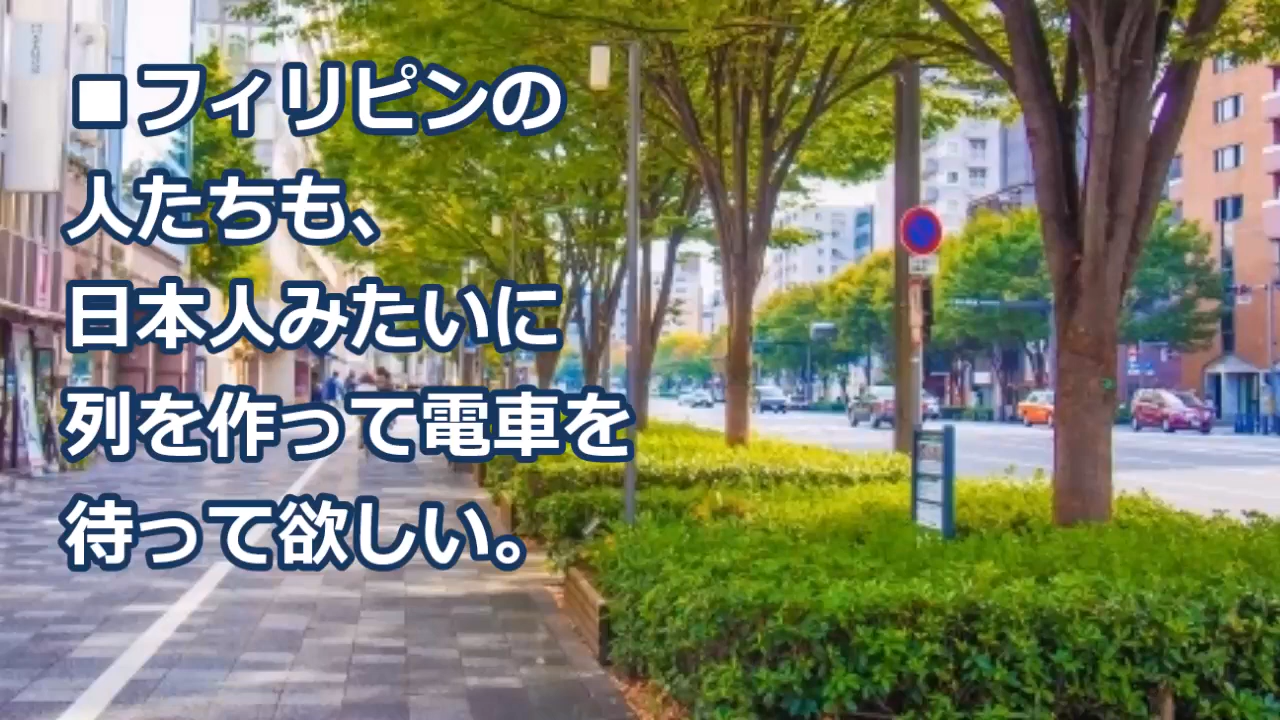 ■フィリピンの
人たちも、
日本人みたいに
列を作って電車を
待って欲しい。